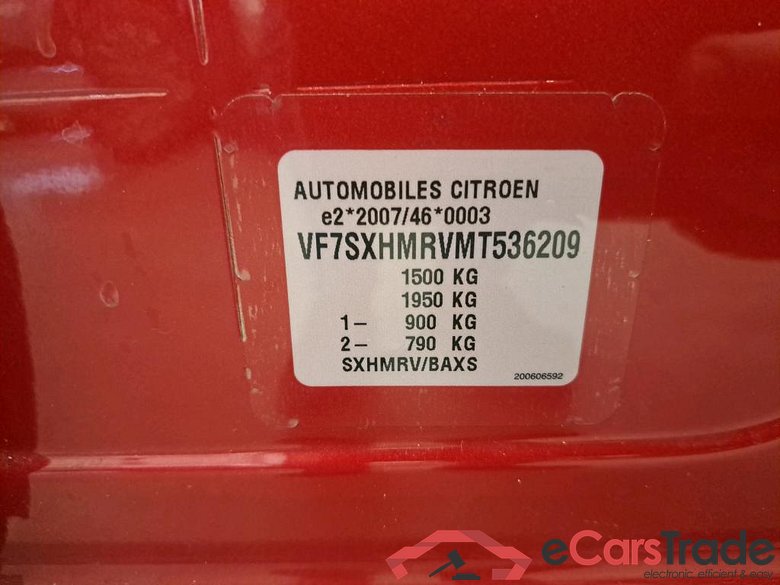 AUTOMOBILES CITROEN
e2*2007/46*0003
VF7SXHMRVMT536209
1500 KG
1950 KG
1- 900 KG
2- 790 KG
SXHMRV/BAXS
200606592
eCarsTrade
electronic, efficient & easy